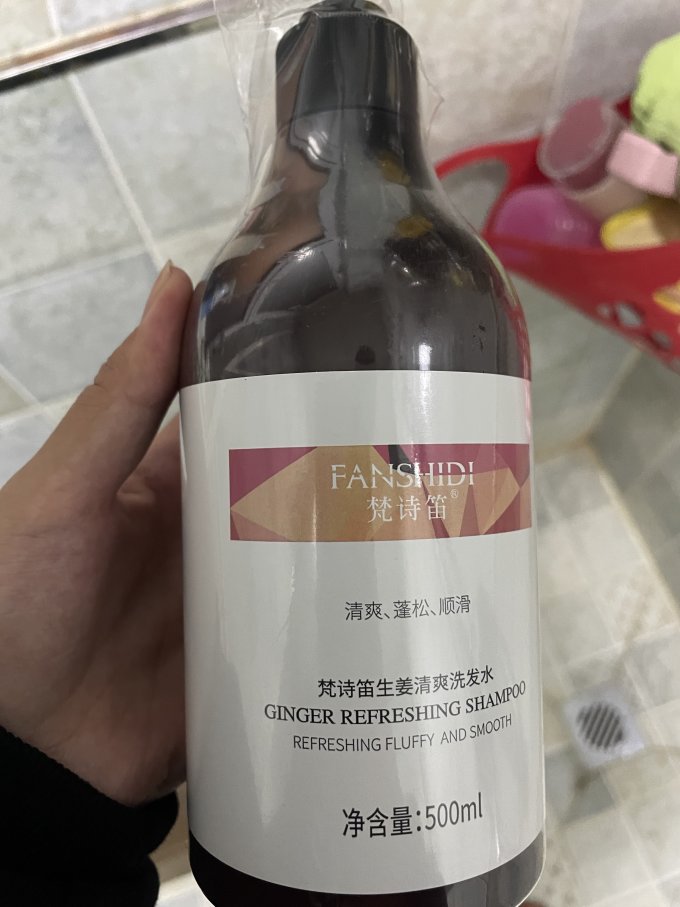 FANSHIDI
梵诗笛®
清爽、蓬松、顺滑
梵诗笛生姜清爽洗发水
GINGER REFRESHING SHAMPOO
REFRESHING FLUFFY AND SMOOTH
净含量:500ml